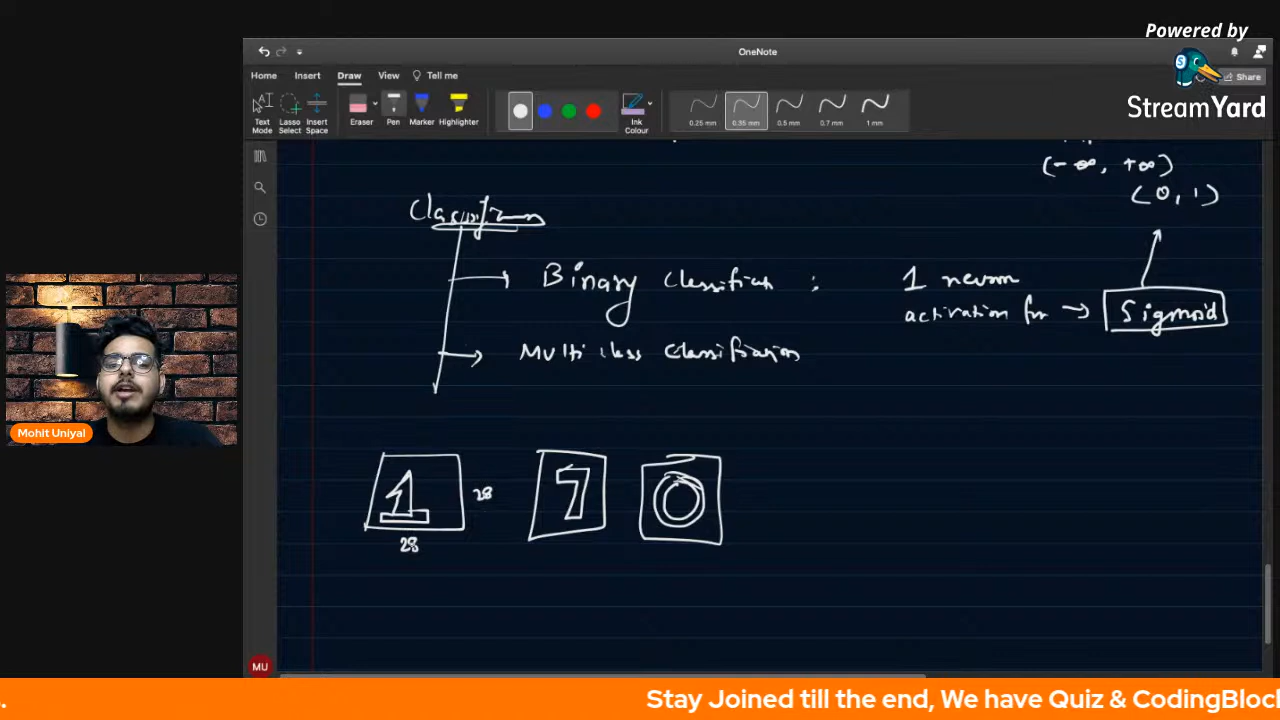 Powered by
StreamYard
OneNote
Home Insert Draw View Tell me
Share
Text Mode
Lasso Select
Insert Space
Eraser
Pen
Marker
Highlighter
Ink Colour
0.25 mm
0.35 mm
0.5 mm
0.7 mm
1 mm
(-∞, +∞)
(0, 1)
Binary :
1 neuron
activation fn → Sigmoid
Multi class
1 28 7 0
28
Mohit Uniyal
MU
Stay Joined till the end, We have Quiz & CodingBlock